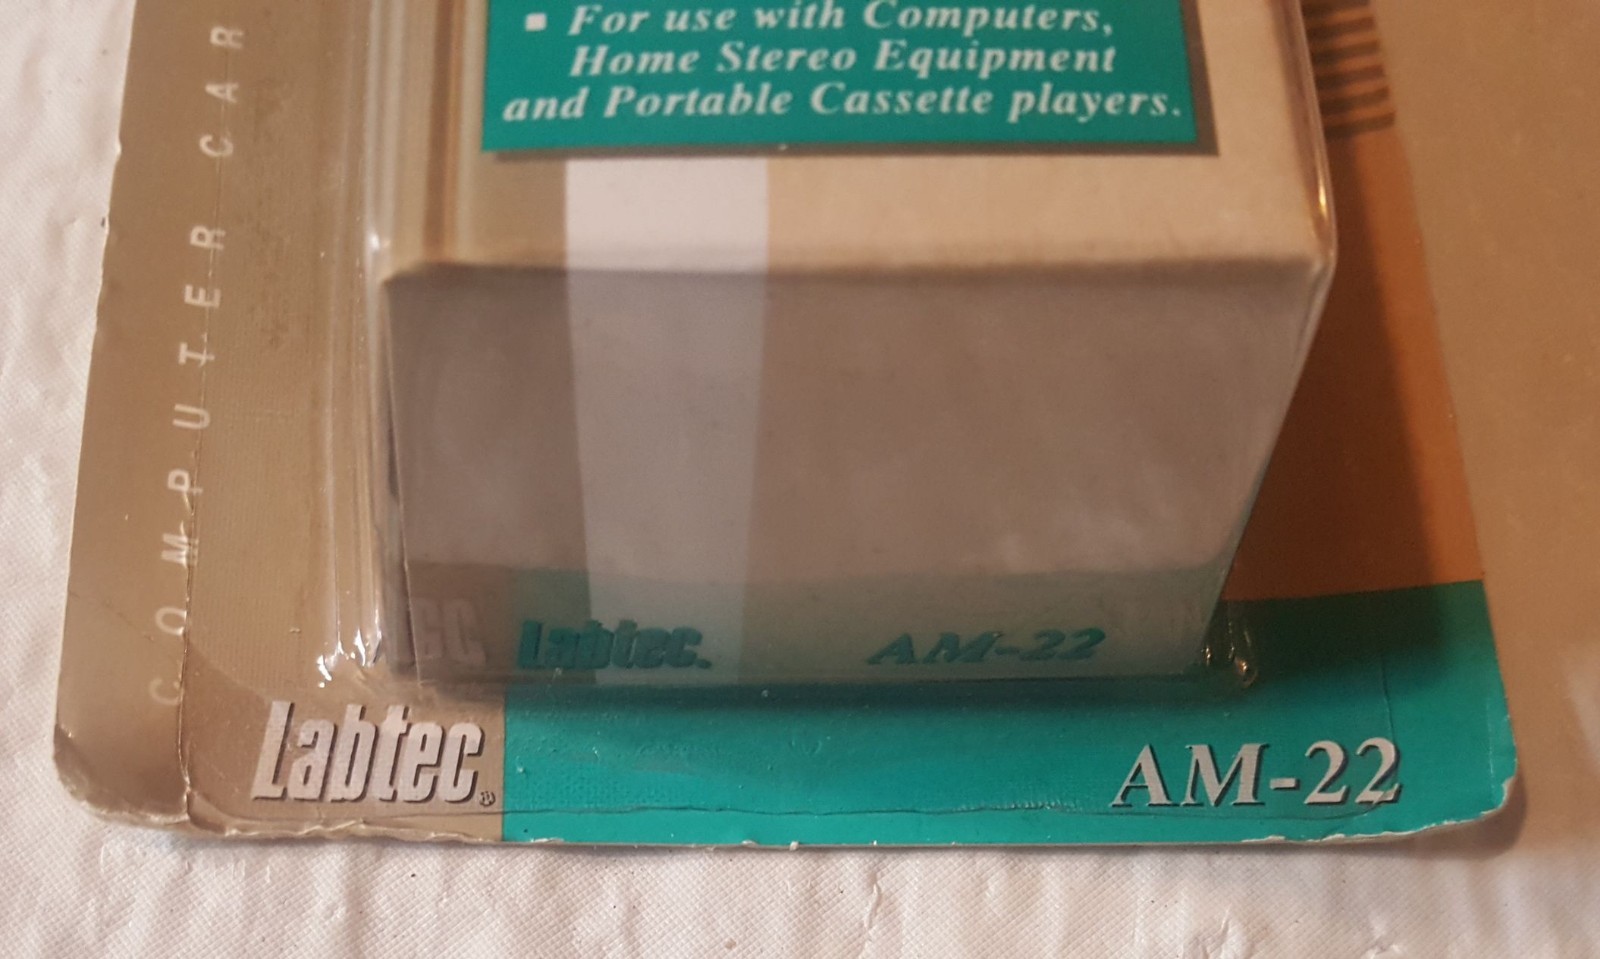 ▪ For use with Computers,
Home Stereo Equipment
and Portable Cassette players.
COMPUTER CAR
Labtec. AM-22
Labtec®
AM-22